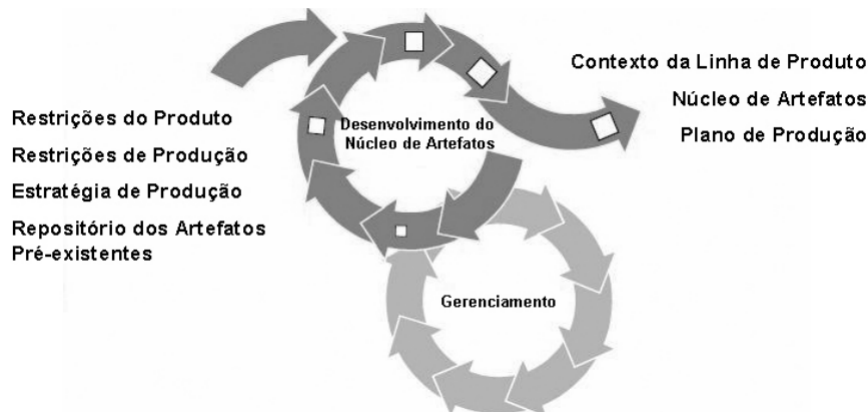 Restrições do Produto
Restrições de Produção
Estratégia de Produção
Repositório dos Artefatos
Pré-existentes
Desenvolvimento do
Núcleo de Artefatos
Gerenciamento
Contexto da Linha de Produto
Núcleo de Artefatos
Plano de Produção